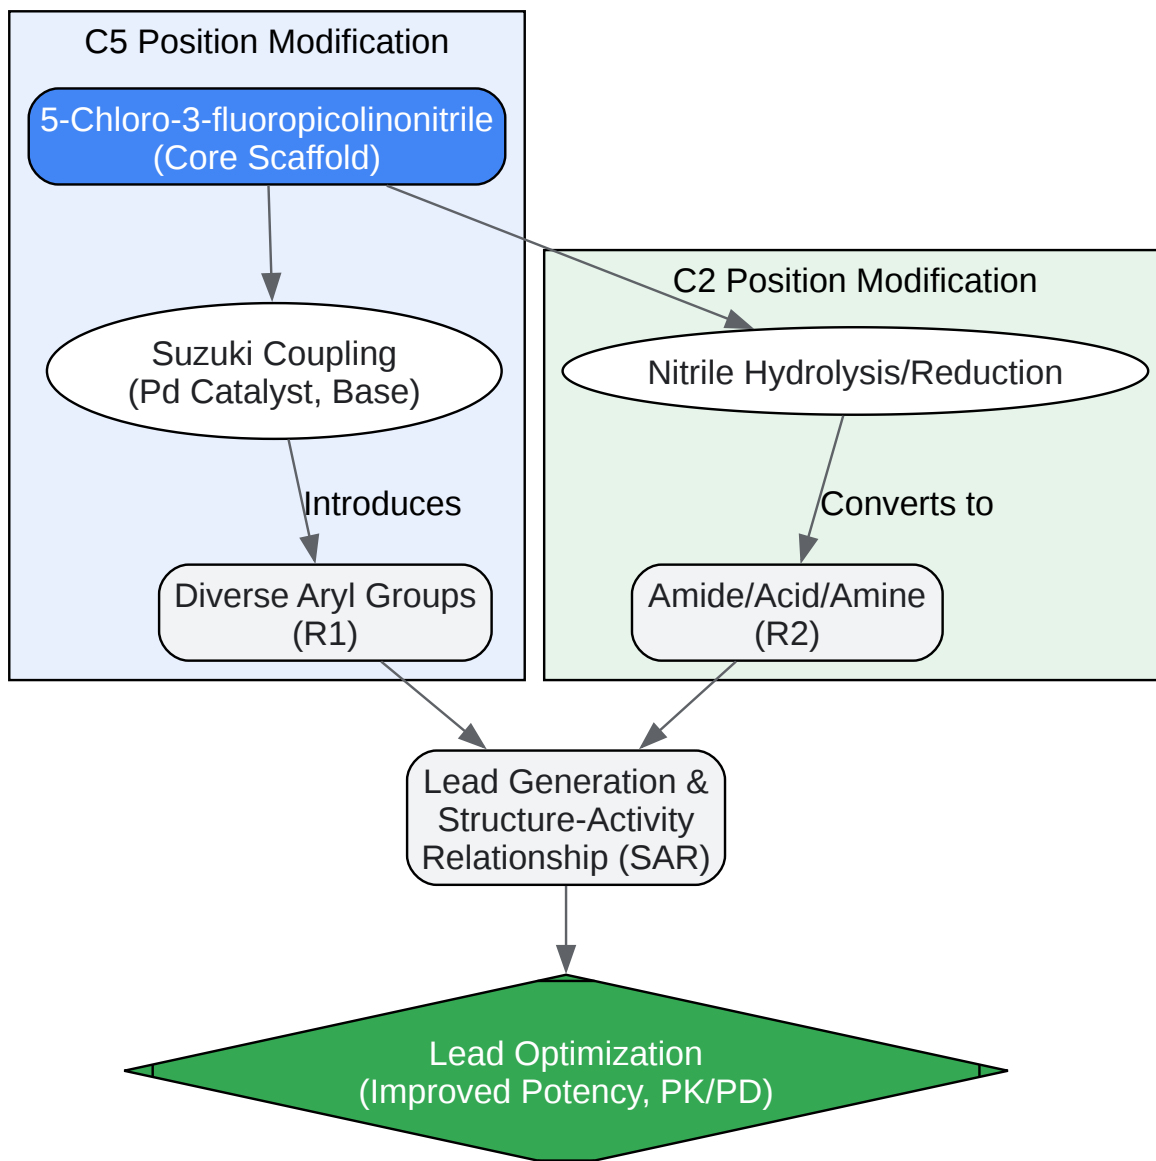 C5 Position Modification
5-Chloro-3-fluoropicolinonitrile
(Core Scaffold)
C2 Position Modification
Suzuki Coupling
(Pd Catalyst, Base)
Nitrile Hydrolysis/Reduction
Introduces
Converts to
Diverse Aryl Groups
(R1)
Amide/Acid/Amine
(R2)
Lead Generation &
Structure-Activity
Relationship (SAR)
Lead Optimization
(Improved Potency, PK/PD)